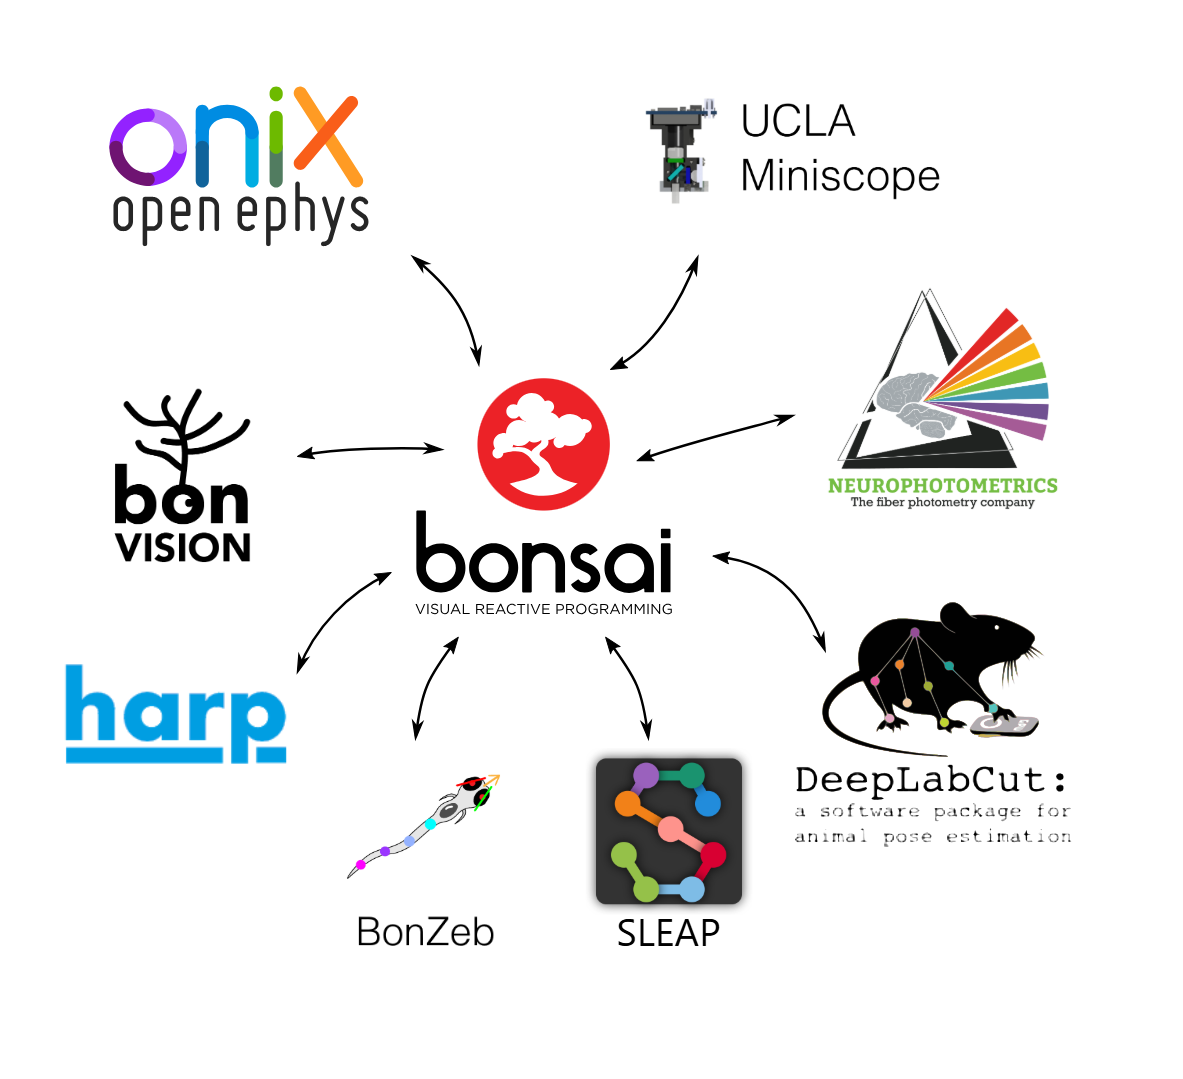 onix
open ephys
UCLA
Miniscope
NEUROPHOTOMETRICS
The fiber photometry company
bon
VISION
bonsai
VISUAL REACTIVE PROGRAMMING
harp
DeepLabCut:
a software package for
animal pose estimation
BonZeb
SLEAP